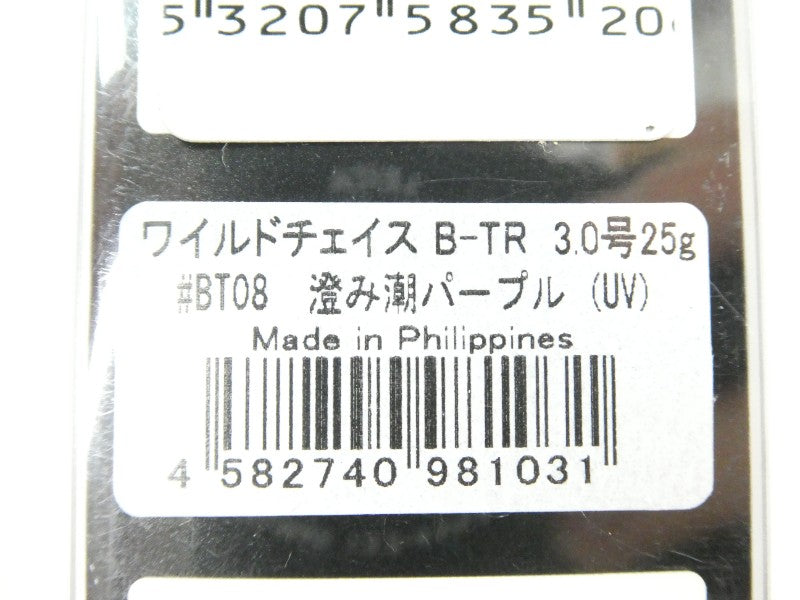 5 3207 5835 20
ワイルドチェイス B-TR 3.0号25g
#BT08 澄み潮パープル (UV)
Made in Philippines
4 582740 981031